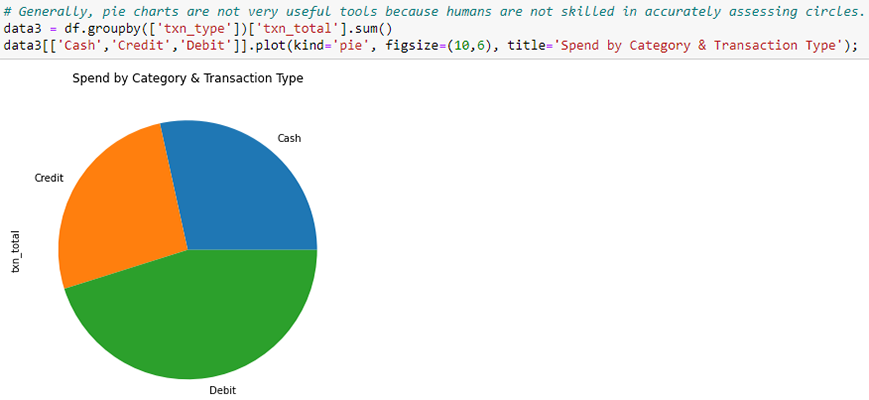 # Generally, pie charts are not very useful tools because humans are not skilled in accurately assessing circles.
data3 = df.groupby(['txn_type'])['txn_total'].sum()
data3[['Cash','Credit','Debit']].plot(kind='pie', figsize=(10,6), title='Spend by Category & Transaction Type');
Spend by Category & Transaction Type
Cash
Credit
txn_total
Debit